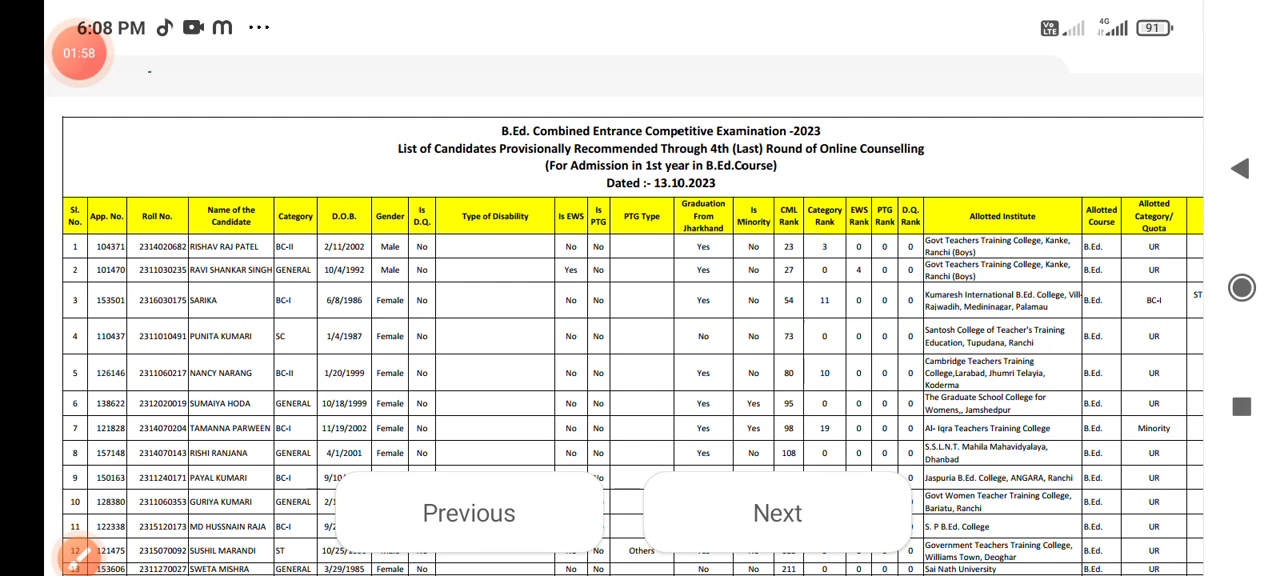 6:08 PM
Vo LTE 4G 91
01:58
B.Ed. Combined Entrance Competitive Examination -2023
List of Candidates Provisionally Recommended Through 4th (Last) Round of Online Counselling
(For Admission in 1st year in B.Ed.Course)
Dated :- 13.10.2023
Sl. No. App. No. Roll No. Name of the Candidate Category D.O.B. Gender Is D.Q. Type of Disability Is EWS Is PTG PTG Type Graduation From Jharkhand Is Minority CML Rank Category Rank EWS Rank PTG Rank D.Q. Rank Allotted Institute Allotted Course Allotted Category/ Quota
1 104371 2314020682 RISHAV RAJ PATEL BC-II 2/11/2002 Male No No No Yes No 23 3 0 0 0 Govt Teachers Training College, Kanke, Ranchi (Boys) B.Ed. UR
2 101470 2311030235 RAVI SHANKAR SINGH GENERAL 10/4/1992 Male No Yes No Yes No 27 0 4 0 0 Govt Teachers Training College, Kanke, Ranchi (Boys) B.Ed. UR
3 153501 2316030175 SARIKA BC-I 6/8/1986 Female No No No Yes No 54 11 0 0 0 Kumaresh International B.Ed. College, Vill- Rajwadih, Medininagar, Palamau B.Ed. BC-I ST
4 110437 2311010491 PUNITA KUMARI SC 1/4/1987 Female No No No No No 73 0 0 0 0 Santosh College of Teacher's Training Education, Tupudana, Ranchi B.Ed. UR
5 126146 2311060217 NANCY NARANG BC-II 1/20/1999 Female No No No Yes No 80 10 0 0 0 Cambridge Teachers Training College,Larabad, Jhumri Telayia, Koderma B.Ed. UR
6 138622 2312020019 SUMAIYA HODA GENERAL 10/18/1999 Female No No No Yes Yes 95 0 0 0 0 The Graduate School College for Womens,, Jamshedpur B.Ed. UR
7 121828 2314070204 TAMANNA PARWEEN BC-I 11/19/2002 Female No No No Yes Yes 98 19 0 0 0 Al- Iqra Teachers Training College B.Ed. Minority
8 157148 2314070143 RISHI RANJANA GENERAL 4/1/2001 Female No No No Yes No 108 0 0 0 0 S.S.L.N.T. Mahila Mahavidyalaya, Dhanbad B.Ed. UR
9 150163 2311240171 PAYAL KUMARI BC-I 9/10 No 0 Jaspuria B.Ed. College, ANGARA, Ranchi B.Ed. UR
10 128380 2311060353 GURIYA KUMARI GENERAL 2/ 0 Govt Women Teacher Training College, Bariatu, Ranchi B.Ed. UR
11 122338 2315120173 MD HUSSNAIN RAJA BC-I 9/2 0 S. P B.Ed. College B.Ed. UR
12 121475 2315070092 SUSHIL MARANDI ST 10/25/ No No No Others 0 Government Teachers Training College, Williams Town, Deoghar B.Ed. UR
13 153606 2311270027 SWETA MISHRA GENERAL 3/29/1985 Female No No No No No 211 0 0 0 0 Sai Nath University B.Ed. UR
Previous Next